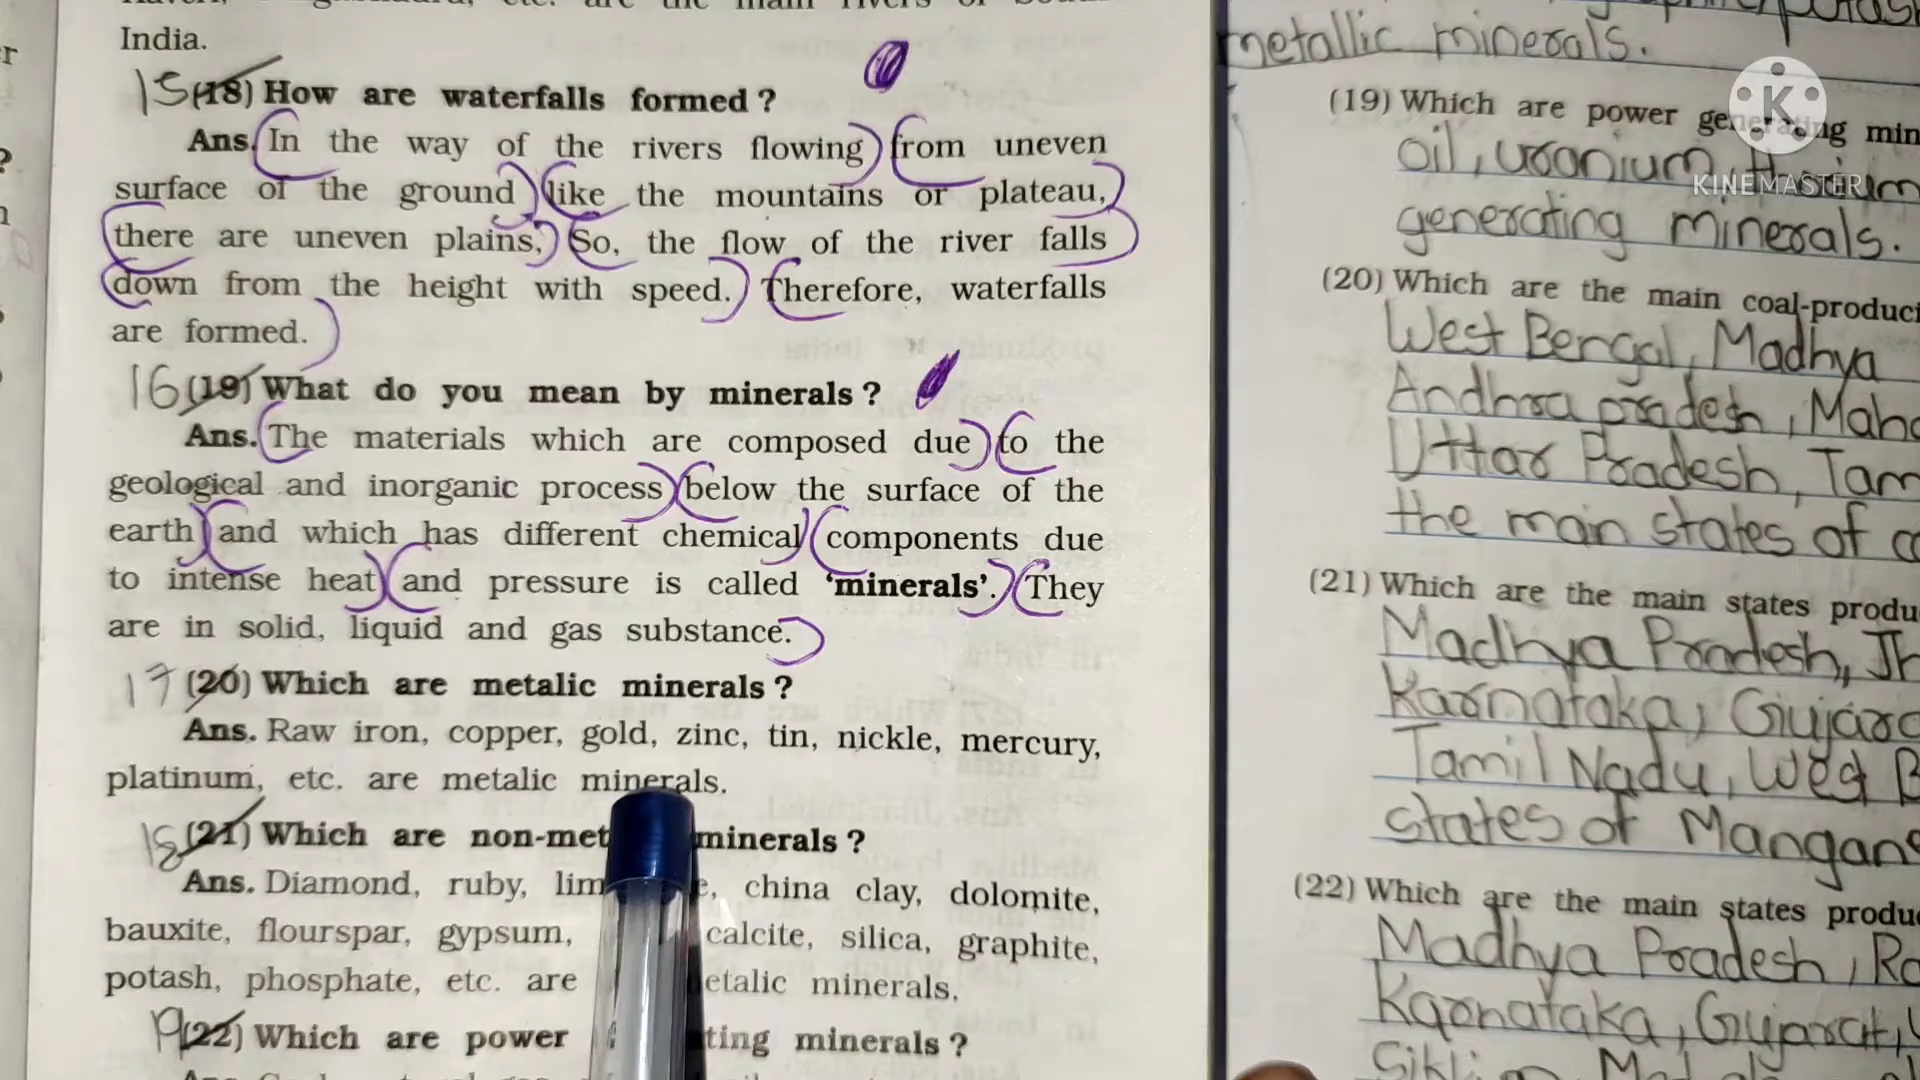 India.
15 (18) How are waterfalls formed ?
Ans. In the way of the rivers flowing from uneven
surface of the ground like the mountains or plateau,
there are uneven plains, So, the flow of the river falls
down from the height with speed. Therefore, waterfalls
are formed.
16 (19) What do you mean by minerals ?
Ans. The materials which are composed due to the
geological and inorganic process below the surface of the
earth and which has different chemical components due
to intense heat and pressure is called 'minerals'. They
are in solid, liquid and gas substance.
17 (20) Which are metalic minerals ?
Ans. Raw iron, copper, gold, zinc, tin, nickle, mercury,
platinum, etc. are metalic minerals.
18 (21) Which are non-met minerals ?
Ans. Diamond, ruby, lim e, china clay, dolomite,
bauxite, flourspar, gypsum, calcite, silica, graphite,
potash, phosphate, etc. are etalic minerals.
19 (22) Which are power ting minerals ?
metallic minerals.
(19) Which are power generating min
oil, uranium, thorium
generating minerals.
(20) Which are the main coal-produci
West Bengal, Madhya
Andhra pradesh, Maha
Uttar Pradesh, Tam
the main states of co
(21) Which are the main states produ
Madhya Pradesh, Jh
Karnataka, Gujara
Tamil Nadu, West B
states of Mangan
(22) Which are the main states produ
Madhya Pradesh, Ra
Karnataka, Gujarat,
K
KINEMASTER